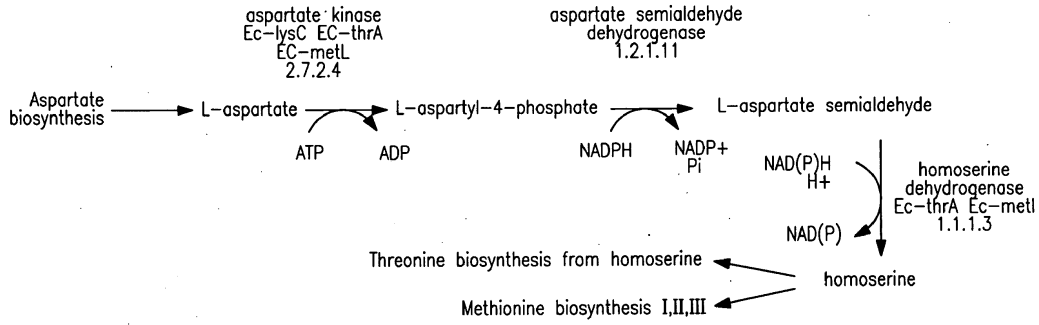 aspartate kinase
Ec-lysC EC-thrA
EC-metL
2.7.2.4
aspartate semialdehyde
dehydrogenase
1.2.1.11
Aspartate
biosynthesis
L-aspartate
L-aspartyl-4-phosphate
L-aspartate semialdehyde
ATP
ADP
NADPH
NADP+
Pi
NAD(P)H
H+
homoserine
dehydrogenase
Ec-thrA Ec-metl
1.1.1.3
NAD(P)
Threonine biosynthesis from homoserine
homoserine
Methionine biosynthesis I,II,III